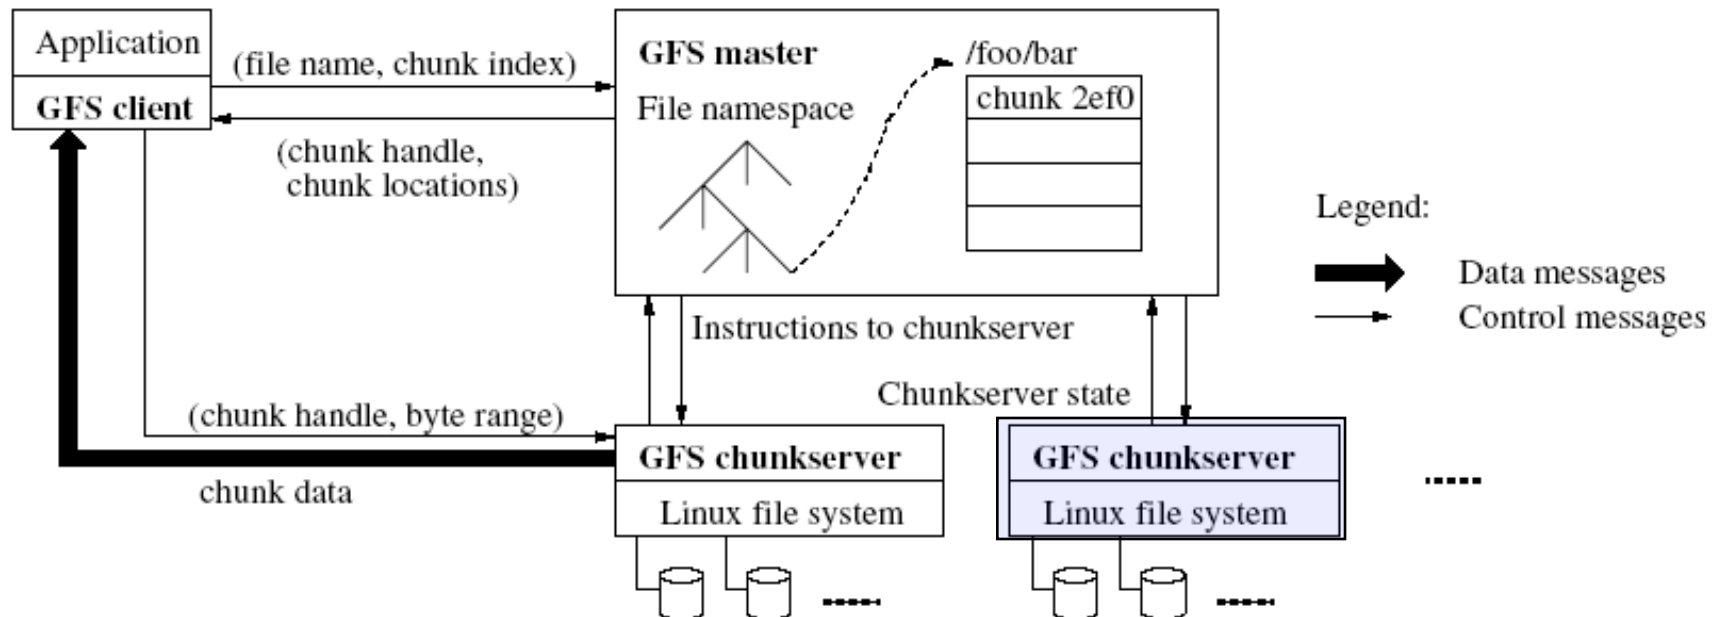 Application
GFS client
(file name, chunk index)
(chunk handle,
chunk locations)
GFS master
File namespace
/foo/bar
chunk 2ef0
Legend:
Data messages
Control messages
Instructions to chunkserver
Chunkserver state
(chunk handle, byte range)
chunk data
GFS chunkserver
Linux file system
GFS chunkserver
Linux file system